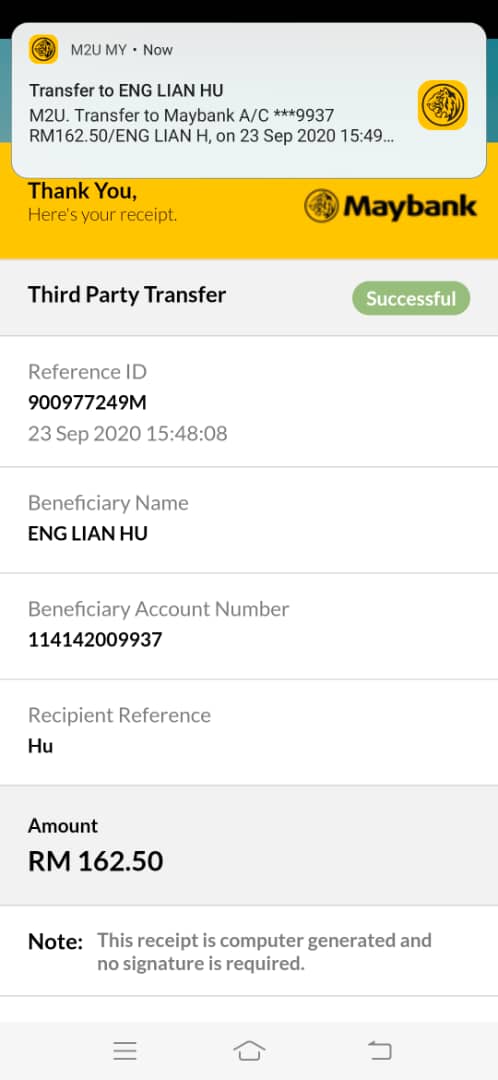 M2U MY • Now
Transfer to ENG LIAN HU
M2U. Transfer to Maybank A/C ***9937
RM162.50/ENG LIAN H, on 23 Sep 2020 15:49...
Thank You,
Here's your receipt.
Maybank
Third Party Transfer
Successful
Reference ID
900977249M
23 Sep 2020 15:48:08
Beneficiary Name
ENG LIAN HU
Beneficiary Account Number
114142009937
Recipient Reference
Hu
Amount
RM 162.50
Note: This receipt is computer generated and
no signature is required.